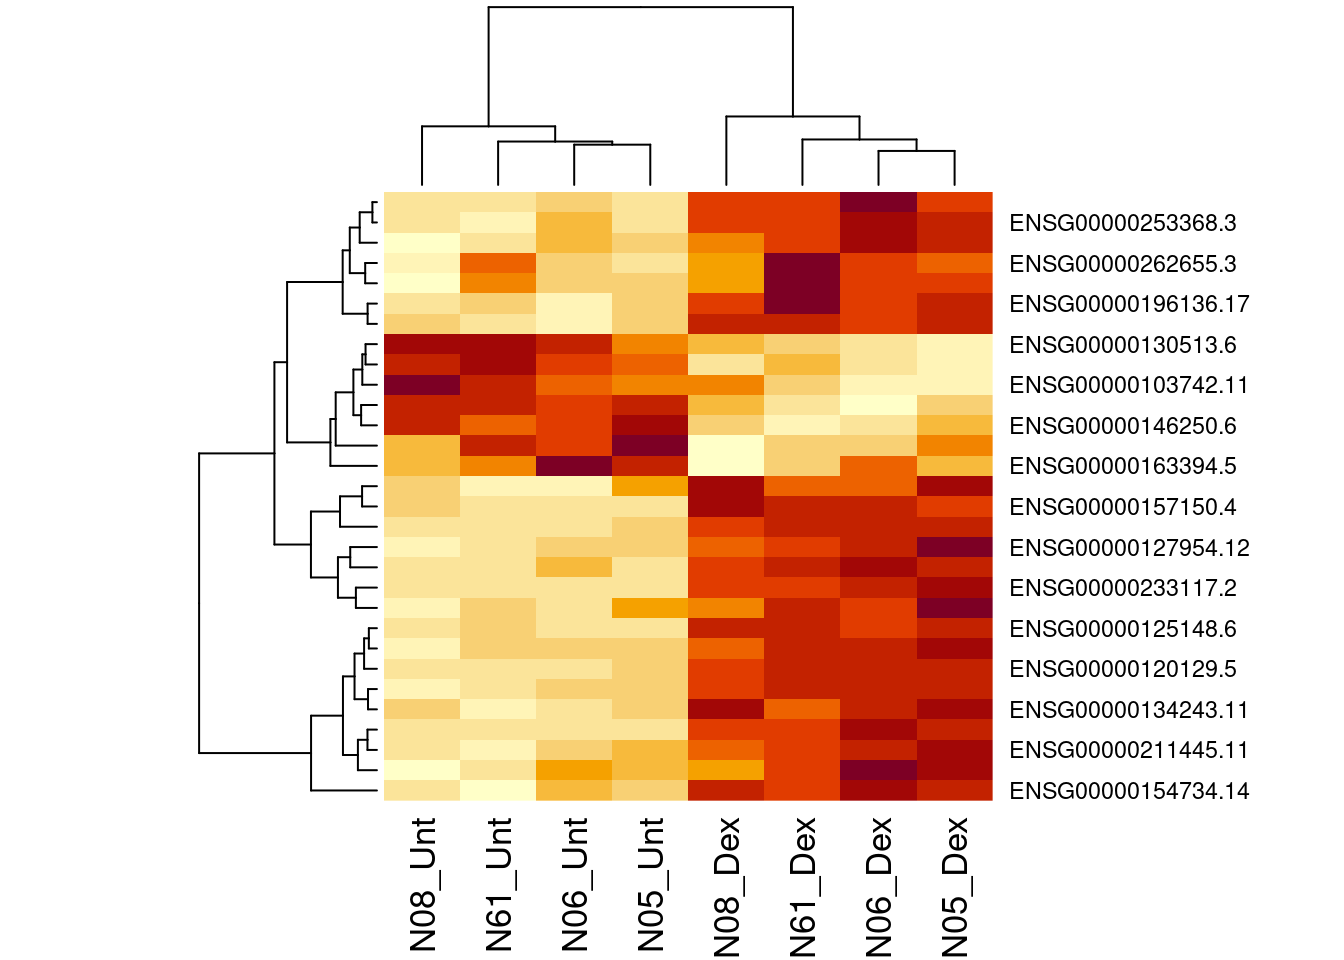 ENSG00000253368.3
ENSG00000262655.3
ENSG00000196136.17
ENSG00000130513.6
ENSG00000103742.11
ENSG00000146250.6
ENSG00000163394.5
ENSG00000157150.4
ENSG00000127954.12
ENSG00000233117.2
ENSG00000125148.6
ENSG00000120129.5
ENSG00000134243.11
ENSG00000211445.11
ENSG00000154734.14
N08_Unt
N61_Unt
N06_Unt
N05_Unt
N08_Dex
N61_Dex
N06_Dex
N05_Dex